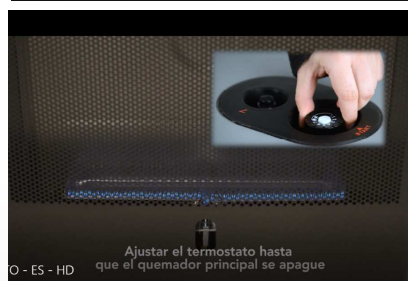 Ajustar el termostato hasta
que el quemador principal se apague
O - ES - HD